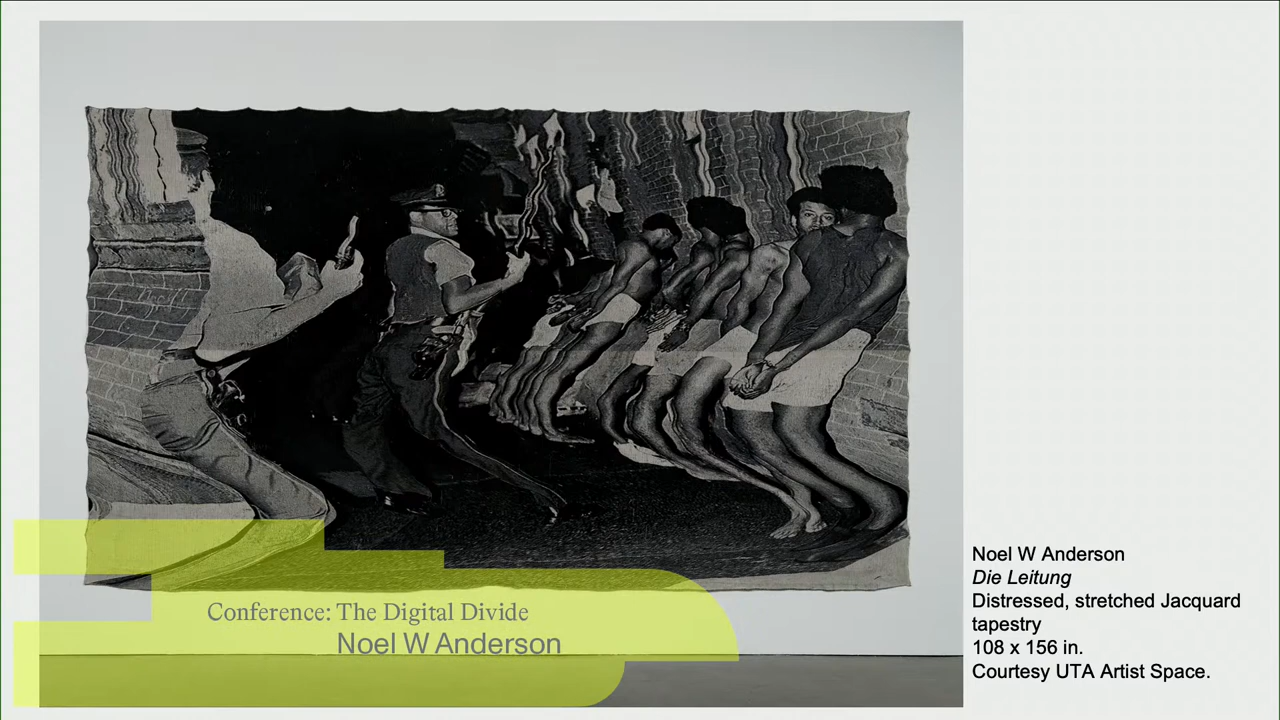 Conference: The Digital Divide
Noel W Anderson
Noel W Anderson
Die Leitung
Distressed, stretched Jacquard
tapestry
108 x 156 in.
Courtesy UTA Artist Space.